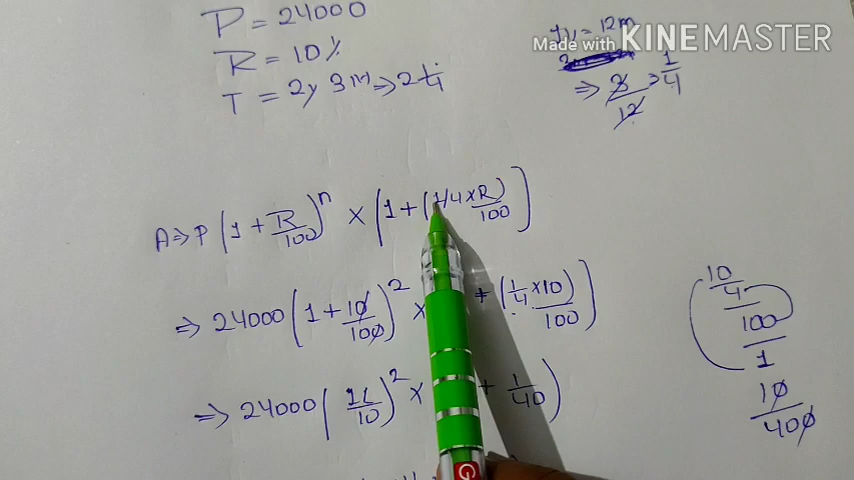 P = 24000
R = 10%
T = 2y 3m ⇒ 2 1/4
1y = 12m
⇒ 3/12 ⇒ 1/4
Made with KINEMASTER
A ⇒ P (1 + R/100)^n × (1 + (1/4 × R)/100)
⇒ 24000 (1 + 10/100)^2 × + (1/4 × 10)/100)
⇒ 24000 (11/10)^2 × + 1/40)
10/4
100/1
10/400
G